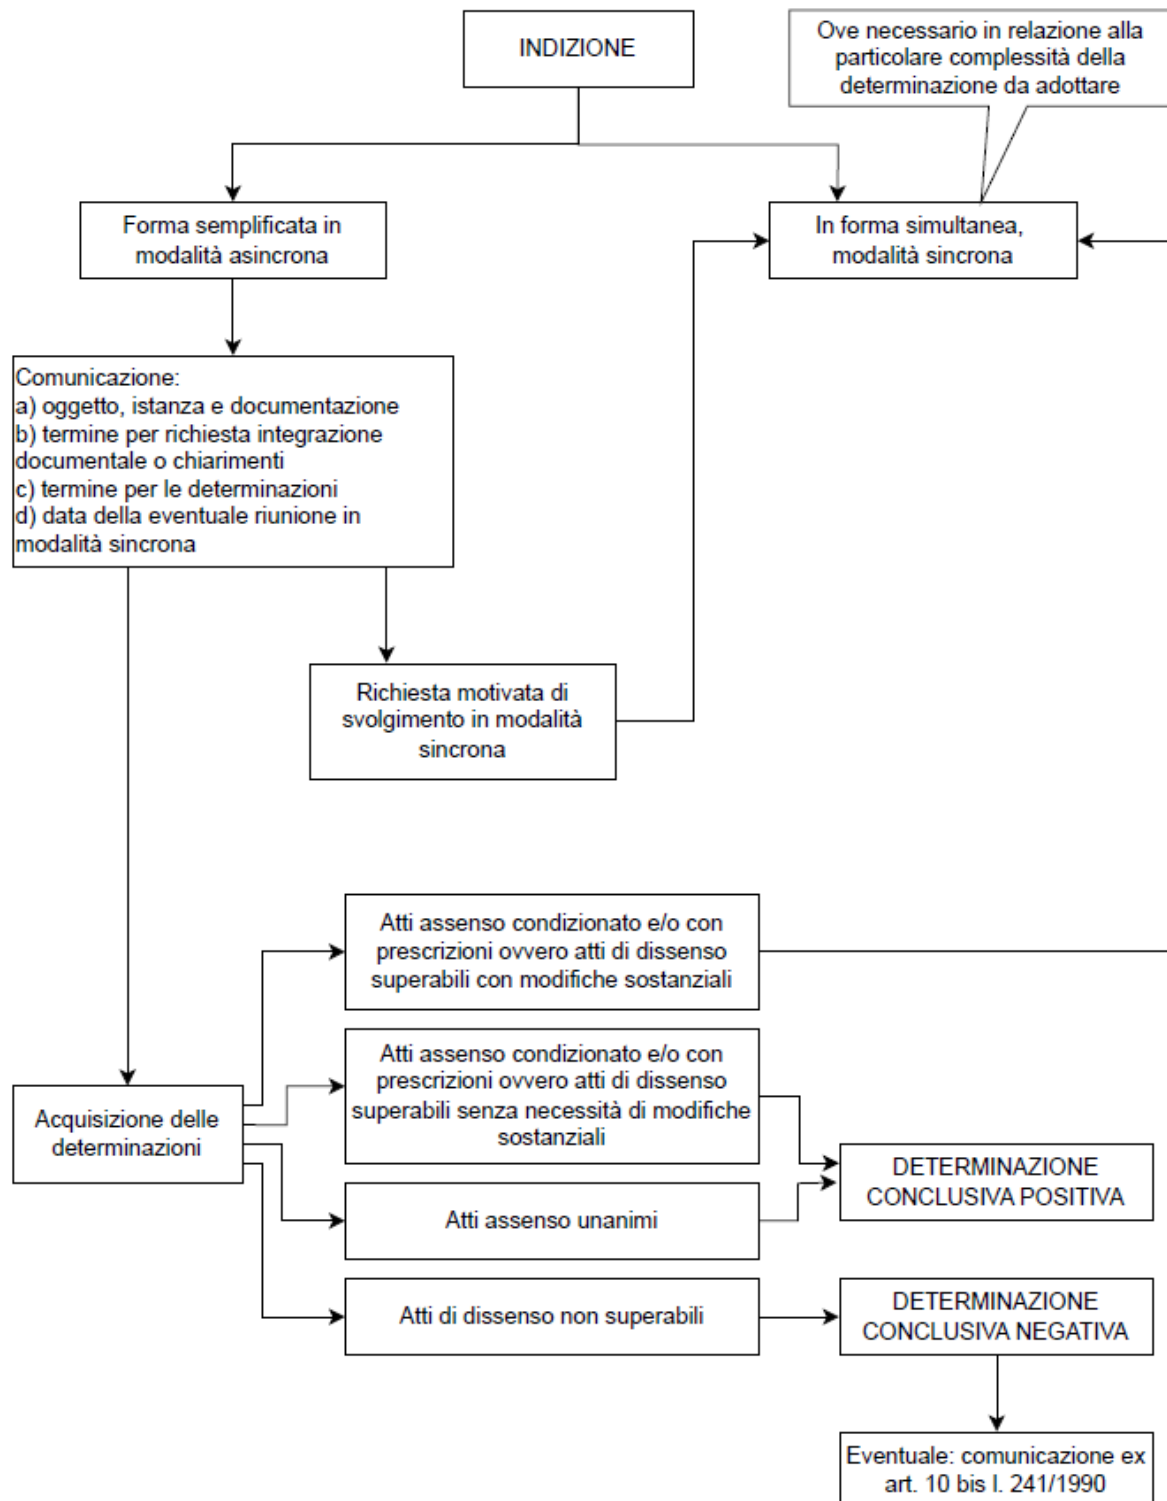 INDIZIONE
Ove necessario in relazione alla
particolare complessità della
determinazione da adottare
Forma semplificata in
modalità asincrona
In forma simultanea,
modalità sincrona
Comunicazione:
a) oggetto, istanza e documentazione
b) termine per richiesta integrazione
documentale o chiarimenti
c) termine per le determinazioni
d) data della eventuale riunione in
modalità sincrona
Richiesta motivata di
svolgimento in modalità
sincrona
Atti assenso condizionato e/o con
prescrizioni ovvero atti di dissenso
superabili con modifiche sostanziali
Atti assenso condizionato e/o con
prescrizioni ovvero atti di dissenso
superabili senza necessità di modifiche
sostanziali
Acquisizione delle
determinazioni
DETERMINAZIONE
CONCLUSIVA POSITIVA
Atti assenso unanimi
Atti di dissenso non superabili
DETERMINAZIONE
CONCLUSIVA NEGATIVA
Eventuale: comunicazione ex
art. 10 bis l. 241/1990